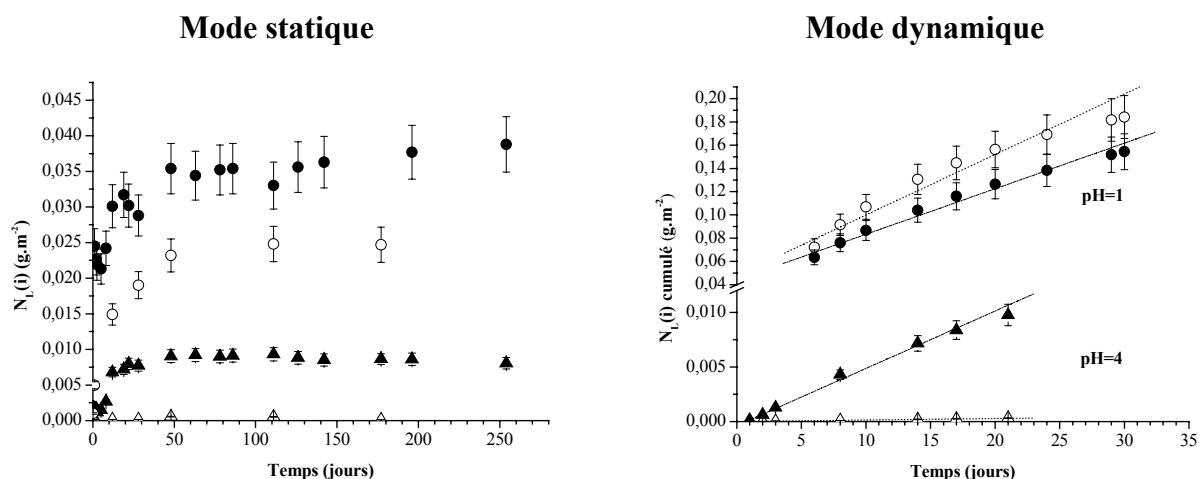 Mode statique
N_L(i) (g.m⁻²)
0,045
0,040
0,035
0,030
0,025
0,020
0,015
0,010
0,005
0,000
0 50 100 150 200 250
Temps (jours)
Mode dynamique
N_L(i) cumulé (g.m⁻²)
0,20
0,18
0,16
0,14
0,12
0,10
0,08
0,06
0,04
0,010
0,005
0,000
pH=1
pH=4
0 5 10 15 20 25 30 35
Temps (jours)